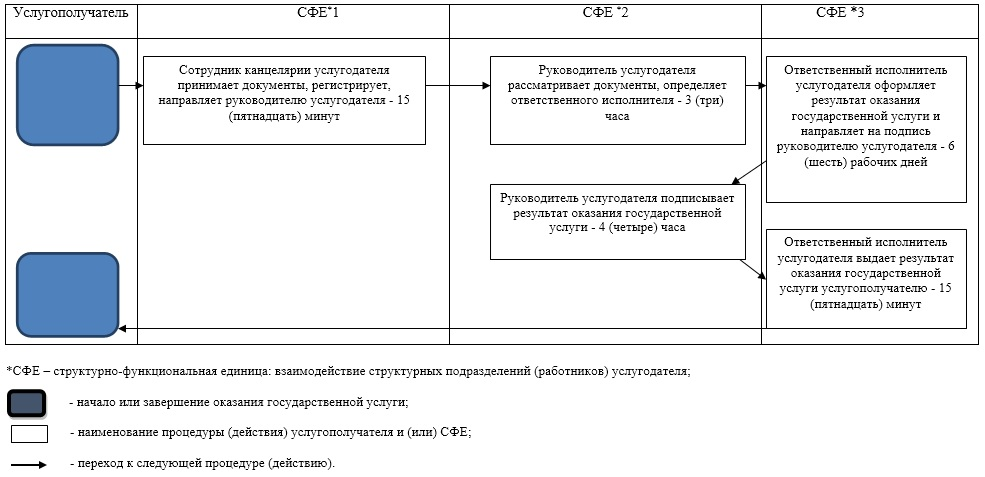 Услугополучатель
СФЕ*1
СФЕ *2
СФЕ *3
Сотрудник канцелярии услугодателя
принимает документы, регистрирует,
направляет руководителю услугодателя - 15
(пятнадцать) минут
Руководитель услугодателя
рассматривает документы, определяет
ответственного исполнителя - 3 (три)
часа
Ответственный исполнитель
услугодателя оформляет
результат оказания
государственной услуги и
направляет на подпись
руководителю услугодателя - 6
(шесть) рабочих дней
Руководитель услугодателя подписывает
результат оказания государственной
услуги - 4 (четыре) часа
Ответственный исполнитель
услугодателя выдает результат
оказания государственной
услуги услугополучателю - 15
(пятнадцать) минут
*СФЕ – структурно-функциональная единица: взаимодействие структурных подразделений (работников) услугодателя;
- начало или завершение оказания государственной услуги;
- наименование процедуры (действия) услугополучателя и (или) СФЕ;
- переход к следующей процедуре (действию).